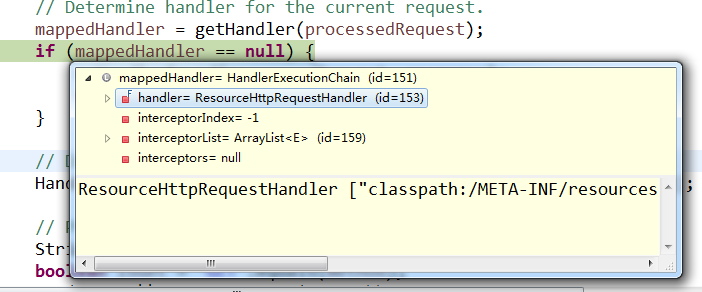 // Determine handler for the current request.
mappedHandler = getHandler(processedRequest);
if (mappedHandler == null) {
mappedHandler= HandlerExecutionChain (id=151)
handler= ResourceHttpRequestHandler (id=153)
interceptorIndex= -1
interceptorList= ArrayList<E> (id=159)
interceptors= null
}
//
Hand
;
ResourceHttpRequestHandler ["classpath:/META-INF/resources
//
Stri
boolean